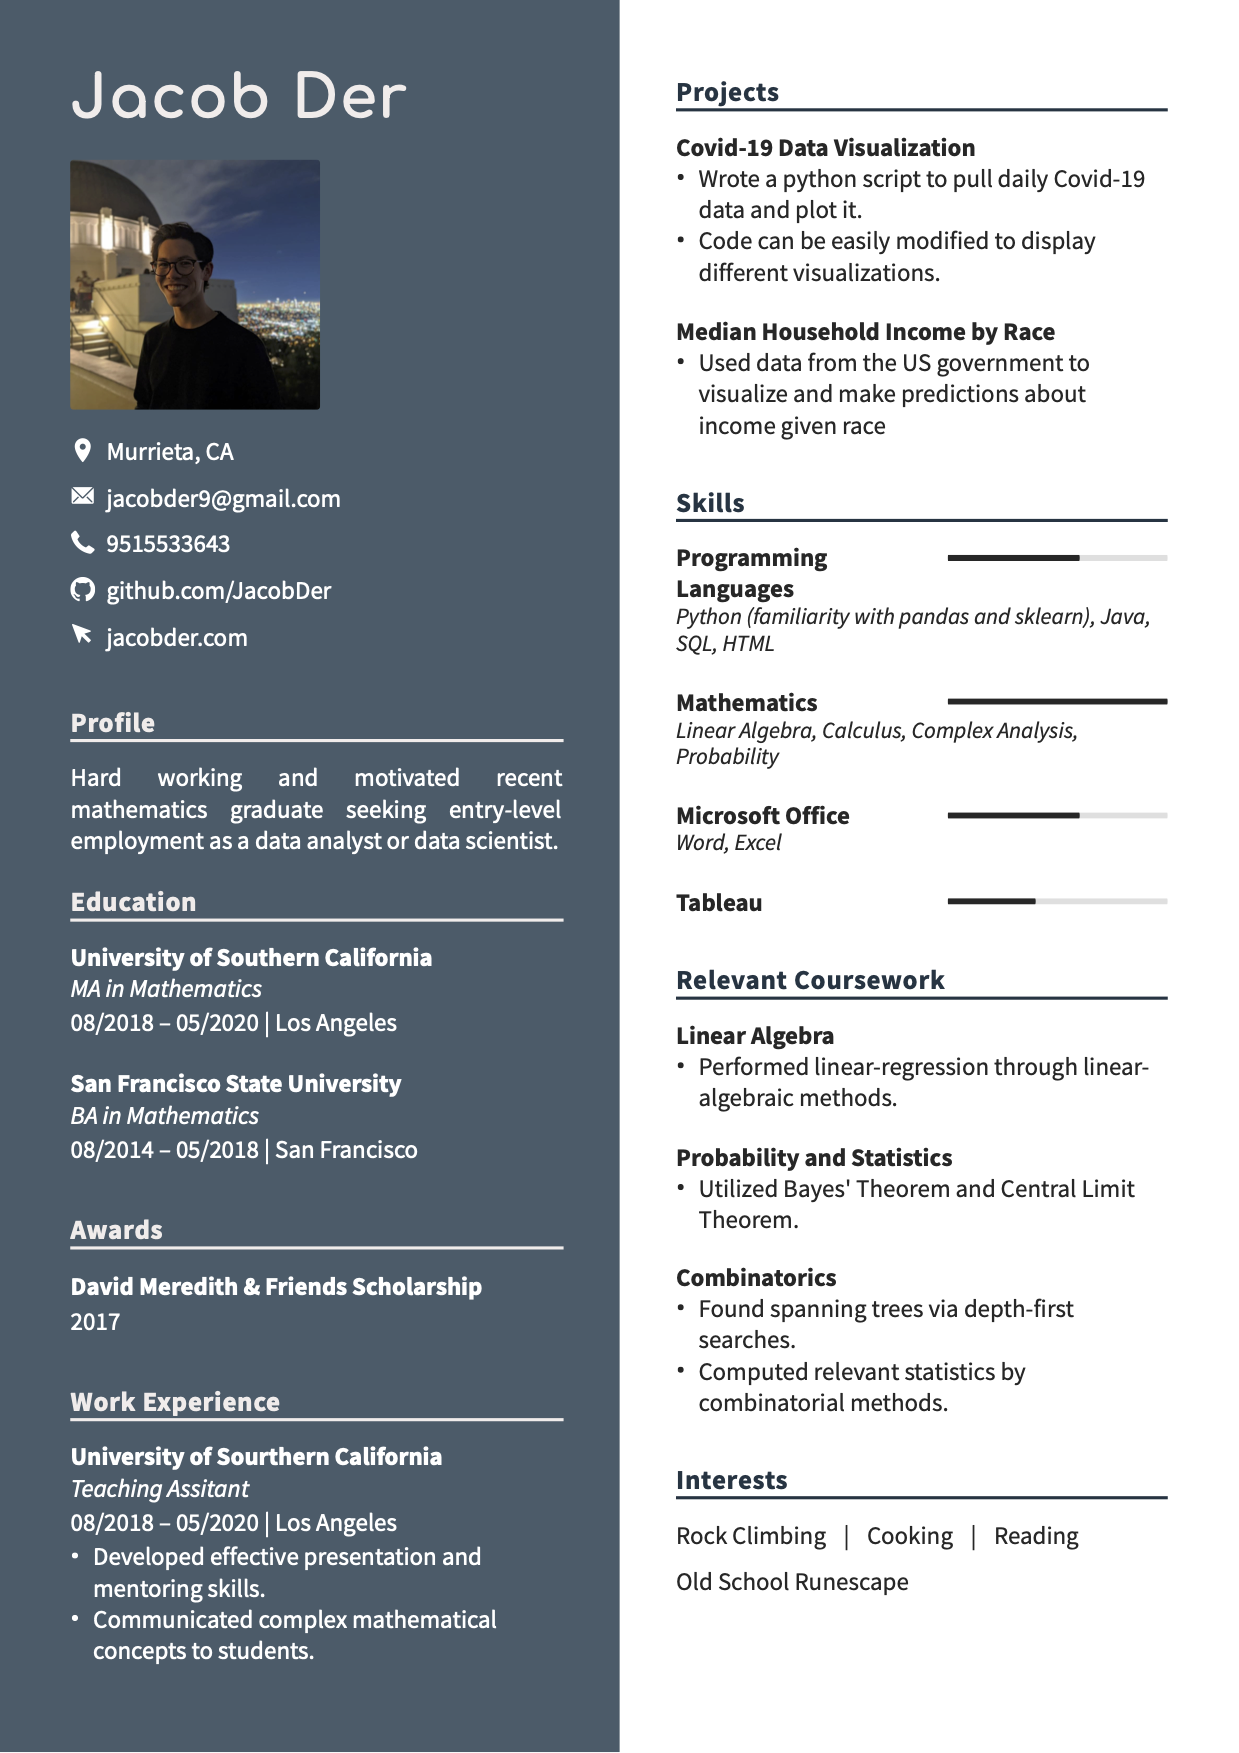 Jacob Der
Murrieta, CA
jacobder9@gmail.com
9515533643
github.com/JacobDer
jacobder.com
Profile
Hard working and motivated recent
mathematics graduate seeking entry-level
employment as a data analyst or data scientist.
Education
University of Southern California
MA in Mathematics
08/2018 – 05/2020 | Los Angeles
San Francisco State University
BA in Mathematics
08/2014 – 05/2018 | San Francisco
Awards
David Meredith & Friends Scholarship
2017
Work Experience
University of Sourthern California
Teaching Assitant
08/2018 – 05/2020 | Los Angeles
• Developed effective presentation and
mentoring skills.
• Communicated complex mathematical
concepts to students.
Projects
Covid-19 Data Visualization
• Wrote a python script to pull daily Covid-19
data and plot it.
• Code can be easily modified to display
different visualizations.
Median Household Income by Race
• Used data from the US government to
visualize and make predictions about
income given race
Skills
Programming
Languages
Python (familiarity with pandas and sklearn), Java,
SQL, HTML
Mathematics
Linear Algebra, Calculus, Complex Analysis,
Probability
Microsoft Office
Word, Excel
Tableau
Relevant Coursework
Linear Algebra
• Performed linear-regression through linear-
algebraic methods.
Probability and Statistics
• Utilized Bayes' Theorem and Central Limit
Theorem.
Combinatorics
• Found spanning trees via depth-first
searches.
• Computed relevant statistics by
combinatorial methods.
Interests
Rock Climbing | Cooking | Reading
Old School Runescape